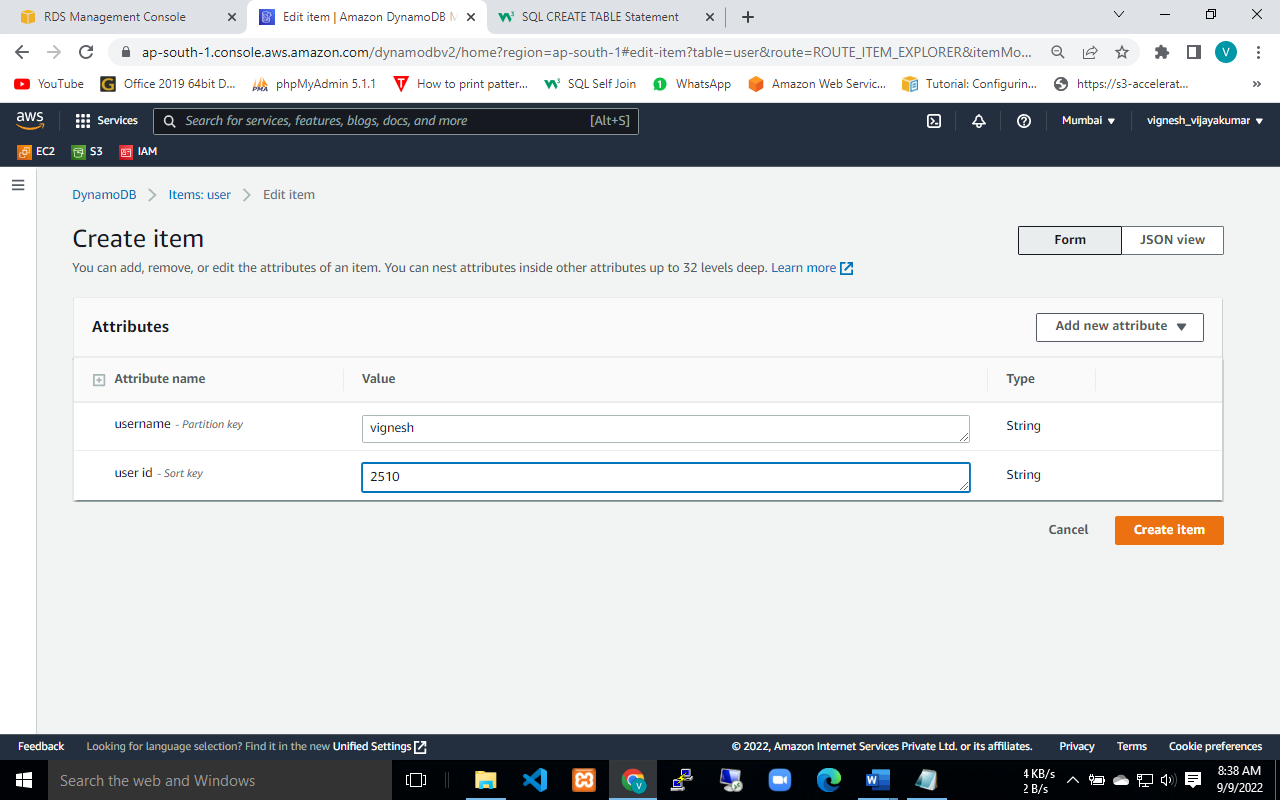 RDS Management Console
Edit item | Amazon DynamoDB M
SQL CREATE TABLE Statement
ap-south-1.console.aws.amazon.com/dynamodbv2/home?region=ap-south-1#edit-item?table=user&route=ROUTE_ITEM_EXPLORER&itemMo...
V
YouTube
Office 2019 64bit D...
phpMyAdmin 5.1.1
How to print patter...
SQL Self Join
WhatsApp
Amazon Web Servic...
Tutorial: Configurin...
https://s3-accelerat...
»
aws
Services
Search for services, features, blogs, docs, and more
[Alt+S]
Mumbai
vignesh_vijayakumar
EC2
S3
IAM
DynamoDB
Items: user
Edit item
Create item
Form
JSON view
You can add, remove, or edit the attributes of an item. You can nest attributes inside other attributes up to 32 levels deep. Learn more
Attributes
Add new attribute
Attribute name
Value
Type
username - Partition key
vignesh
String
user id - Sort key
2510
String
Cancel
Create item
Feedback
Looking for language selection? Find it in the new Unified Settings
© 2022, Amazon Internet Services Private Ltd. or its affiliates.
Privacy
Terms
Cookie preferences
Search the web and Windows
4 KB/s
2 B/s
8:38 AM
9/9/2022